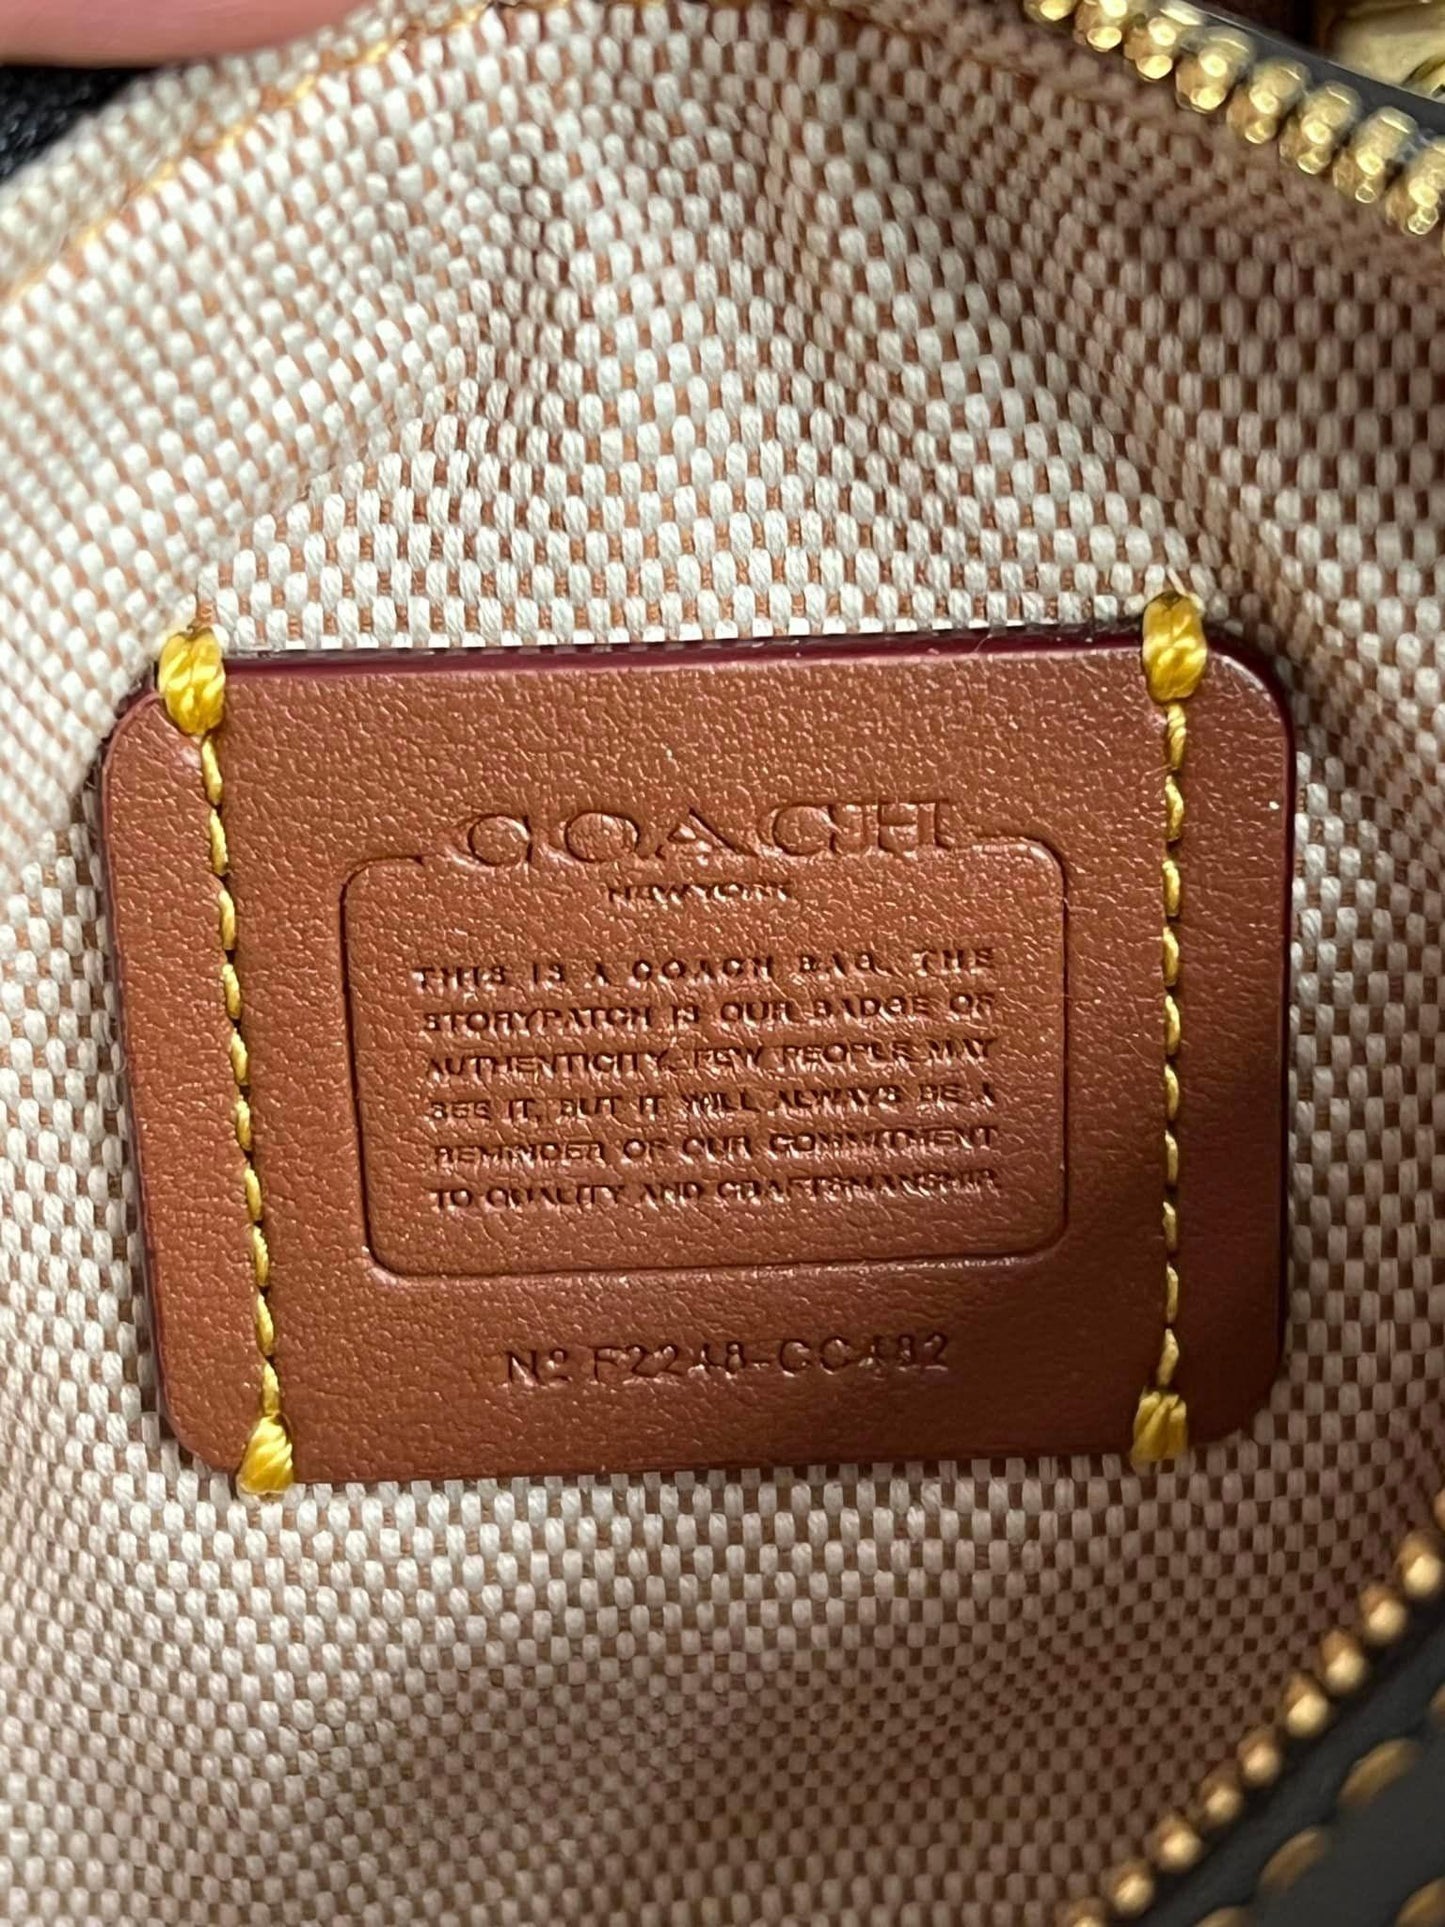 COACH
NEW YORK
THIS IS A COACH BAG. THE
STORYPATCH IS OUR BADGE OF
AUTHENTICITY. FEW PEOPLE MAY
SEE IT, BUT IT WILL ALWAYS BE A
REMINDER OF OUR COMMITMENT
TO QUALITY AND CRAFTSMANSHIP.
Nº F2248-CC482